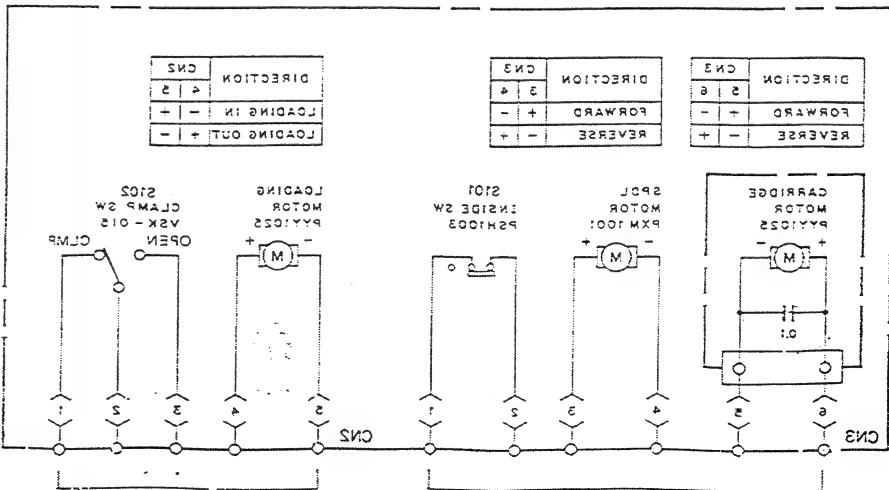 DIRECTION CN3
5 6
FORWARD + −
REVERSE − +
DIRECTION CN3
3 4
FORWARD + −
REVERSE − +
DIRECTION CN2
4 5
LOADING IN − +
LOADING OUT + −
CARRIDGE
MOTOR
PYY1025
+ −
M
0.1
SPDL
MOTOR
PXM1001
− +
M
S101
INSIDE SW
PSH1003
LOADING
MOTOR
PYY1025
− +
M
S102
CLAMP SW
VSK-015
OPEN CLMP
CN3
6 5 4 3 2 1
CN2
5 4 3 2 1